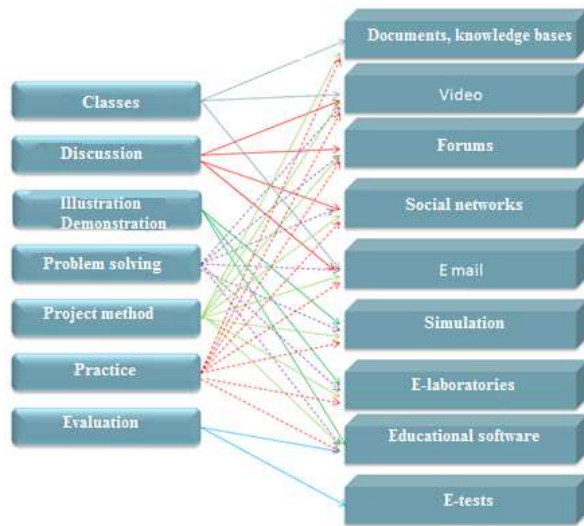 Classes
Discussion
Illustration
Demonstration
Problem solving
Project method
Practice
Evaluation
Documents, knowledge bases
Video
Forums
Social networks
E mail
Simulation
E-laboratories
Educational software
E-tests